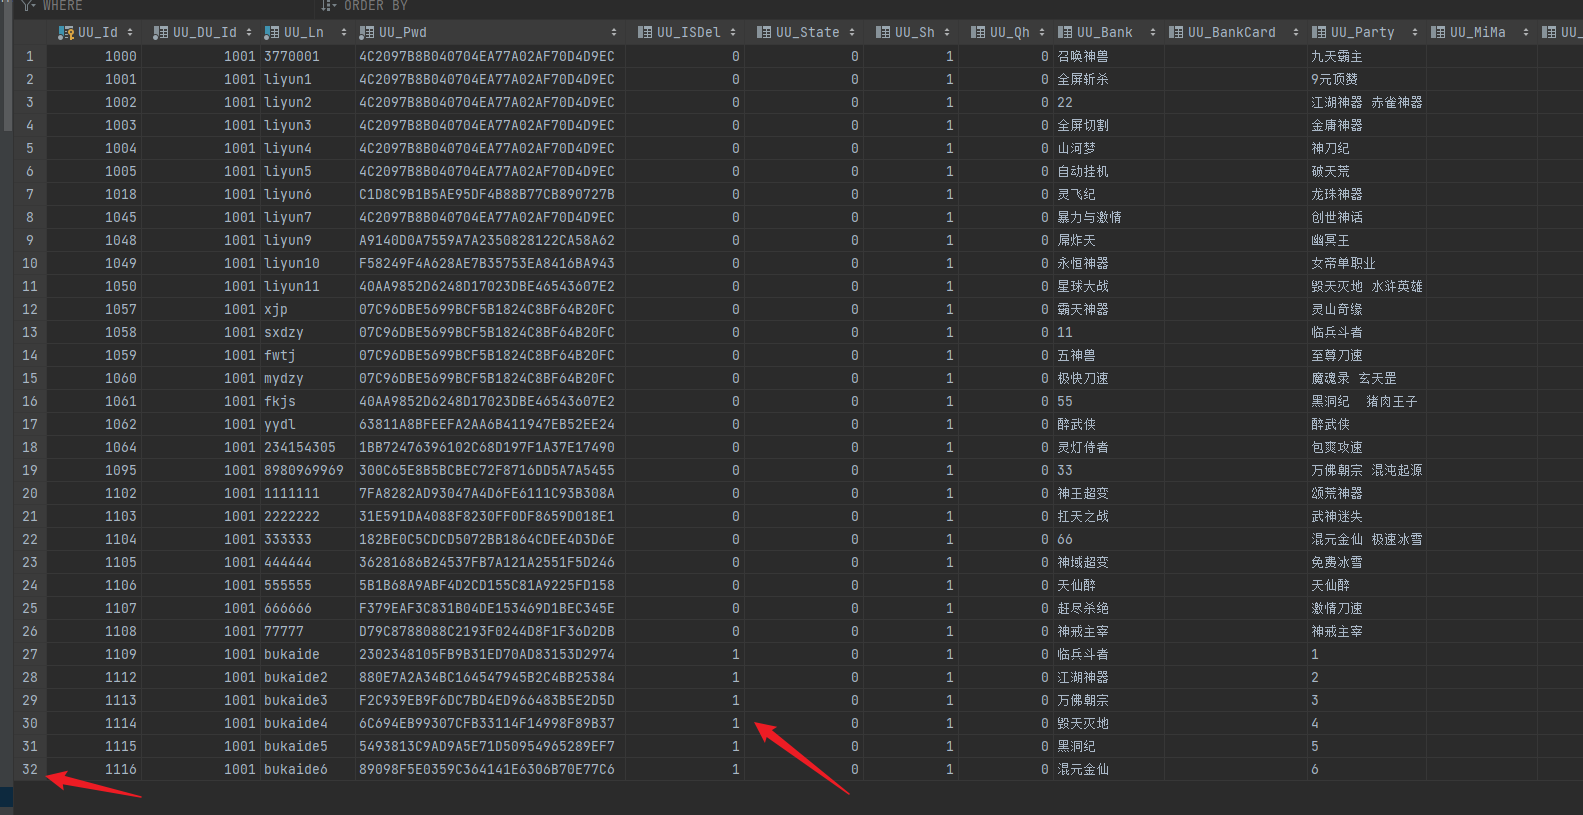 WHERE ORDER BY
UU_Id UU_DU_Id UU_Ln UU_Pwd UU_ISDel UU_State UU_Sh UU_Qh UU_Bank UU_BankCard UU_Party UU_MiMa UU_
1 1000 1001 3770001 4C2097B8B040704EA77A02AF70D4D9EC 0 0 1 0 召唤神兽 九天霸主
2 1001 1001 liyun1 4C2097B8B040704EA77A02AF70D4D9EC 0 0 1 0 全屏斩杀 9元顶赞
3 1002 1001 liyun2 4C2097B8B040704EA77A02AF70D4D9EC 0 0 1 0 22 江湖神器 赤雀神器
4 1003 1001 liyun3 4C2097B8B040704EA77A02AF70D4D9EC 0 0 1 0 全屏切割 金庸神器
5 1004 1001 liyun4 4C2097B8B040704EA77A02AF70D4D9EC 0 0 1 0 山河梦 神刀纪
6 1005 1001 liyun5 4C2097B8B040704EA77A02AF70D4D9EC 0 0 1 0 自动挂机 破天荒
7 1018 1001 liyun6 C1D8C9B1B5AE95DF4B88B77CB890727B 0 0 1 0 灵飞纪 龙珠神器
8 1045 1001 liyun7 4C2097B8B040704EA77A02AF70D4D9EC 0 0 1 0 暴力与激情 创世神话
9 1048 1001 liyun9 A9140D0A7559A7A2350828122CA58A62 0 0 1 0 屌炸天 幽冥王
10 1049 1001 liyun10 F58249F4A628AE7B35753EA8416BA943 0 0 1 0 永恒神器 女帝单职业
11 1050 1001 liyun11 40AA9852D6248D17023DBE46543607E2 0 0 1 0 星球大战 毁天灭地 水浒英雄
12 1057 1001 xjp 07C96DBE5699BCF5B1824C8BF64B20FC 0 0 1 0 霸天神器 灵山奇缘
13 1058 1001 sxdzy 07C96DBE5699BCF5B1824C8BF64B20FC 0 0 1 0 11 临兵斗者
14 1059 1001 fwtj 07C96DBE5699BCF5B1824C8BF64B20FC 0 0 1 0 五神兽 至尊刀速
15 1060 1001 mydzy 07C96DBE5699BCF5B1824C8BF64B20FC 0 0 1 0 极快刀速 魔魂录 玄天罡
16 1061 1001 fkjs 40AA9852D6248D17023DBE46543607E2 0 0 1 0 55 黑洞纪 猪肉王子
17 1062 1001 yydl 63811A8BFEEFA2AA6B411947EB52EE24 0 0 1 0 醉武侠 醉武侠
18 1064 1001 234154305 1BB72476396102C68D197F1A37E17490 0 0 1 0 灵灯侍者 包爽攻速
19 1095 1001 8980969969 300C65E8B5BCBEC72F8716DD5A7A5455 0 0 1 0 33 万佛朝宗 混沌起源
20 1102 1001 1111111 7FA8282AD93047A4D6FE6111C93B308A 0 0 1 0 神王超变 颂荒神器
21 1103 1001 2222222 31E591DA4088F8230FF0DF8659D018E1 0 0 1 0 扛天之战 武神迷失
22 1104 1001 333333 182BE0C5CDCD5072BB1864CDEE4D3D6E 0 0 1 0 66 混元金仙 极速冰雪
23 1105 1001 444444 36281686B24537FB7A121A2551F5D246 0 0 1 0 神域超变 免费冰雪
24 1106 1001 555555 5B1B68A9ABF4D2CD155C81A9225FD158 0 0 1 0 天仙醉 天仙醉
25 1107 1001 666666 F379EAF3C831B04DE153469D1BEC345E 0 0 1 0 赶尽杀绝 激情刀速
26 1108 1001 77777 D79C8788088C2193F0244D8F1F36D2DB 0 0 1 0 神戒主宰 神戒主宰
27 1109 1001 bukaide 2302348105FB9B31ED70AD83153D2974 1 0 1 0 临兵斗者 1
28 1112 1001 bukaide2 880E7A2A34BC164547945B2C4BB25384 1 0 1 0 江湖神器 2
29 1113 1001 bukaide3 F2C939EB9F6DC7BD4ED966483B5E2D5D 1 0 1 0 万佛朝宗 3
30 1114 1001 bukaide4 6C694EB99307CFB33114F14998F89B37 1 0 1 0 毁天灭地 4
31 1115 1001 bukaide5 5493813C9AD9A5E71D50954965289EF7 1 0 1 0 黑洞纪 5
32 1116 1001 bukaide6 89098F5E0359C364141E6306B70E77C6 1 0 1 0 混元金仙 6